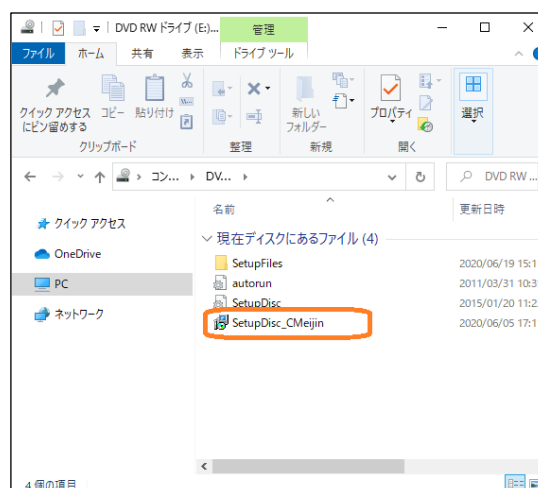 DVD RW ドライブ (E:)...
管理
ファイル ホーム 共有 表示 ドライブ ツール
クイック アクセスにピン留めする
コピー
貼り付け
新しいフォルダー
プロパティ
選択
クリップボード 整理 新規 開く
コン... DV...
DVD RW ...
名前 更新日時
クイック アクセス
OneDrive
PC
ネットワーク
現在ディスクにあるファイル (4)
SetupFiles 2020/06/19 15:1
autorun 2011/03/31 10:3
SetupDisc 2015/01/20 11:2
SetupDisc_CMeijin 2020/06/05 17:1
4 個の項目